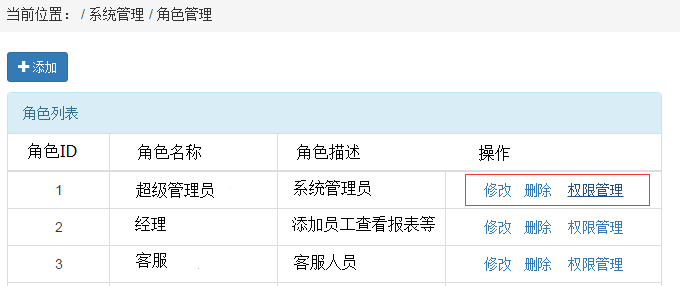 当前位置： / 系统管理 / 角色管理
添加
角色列表
角色ID 角色名称 角色描述 操作
1 超级管理员 系统管理员 修改 删除 权限管理
2 经理 添加员工查看报表等 修改 删除 权限管理
3 客服 客服人员 修改 删除 权限管理